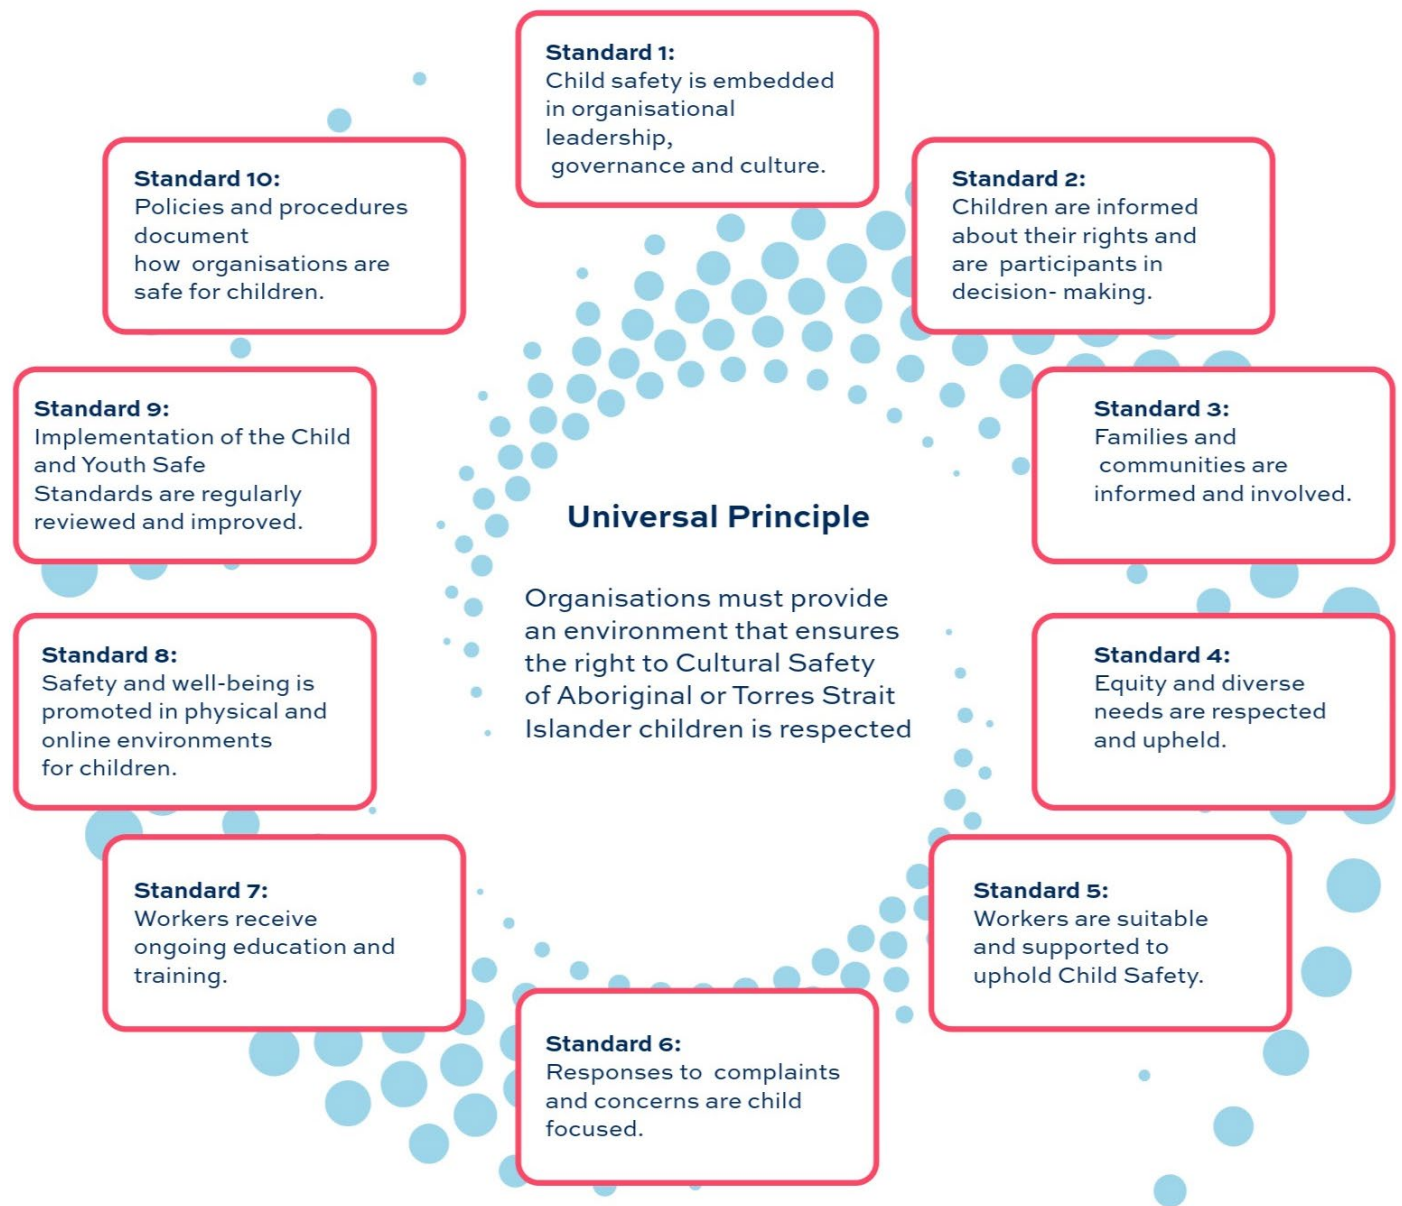 Standard 1:
Child safety is embedded
in organisational
leadership,
governance and culture.
Standard 2:
Children are informed
about their rights and
are participants in
decision- making.
Standard 3:
Families and
communities are
informed and involved.
Standard 4:
Equity and diverse
needs are respected
and upheld.
Standard 5:
Workers are suitable
and supported to
uphold Child Safety.
Standard 6:
Responses to complaints
and concerns are child
focused.
Standard 7:
Workers receive
ongoing education and
training.
Standard 8:
Safety and well-being is
promoted in physical and
online environments
for children.
Standard 9:
Implementation of the Child
and Youth Safe
Standards are regularly
reviewed and improved.
Standard 10:
Policies and procedures
document
how organisations are
safe for children.
Universal Principle
Organisations must provide
an environment that ensures
the right to Cultural Safety
of Aboriginal or Torres Strait
Islander children is respected